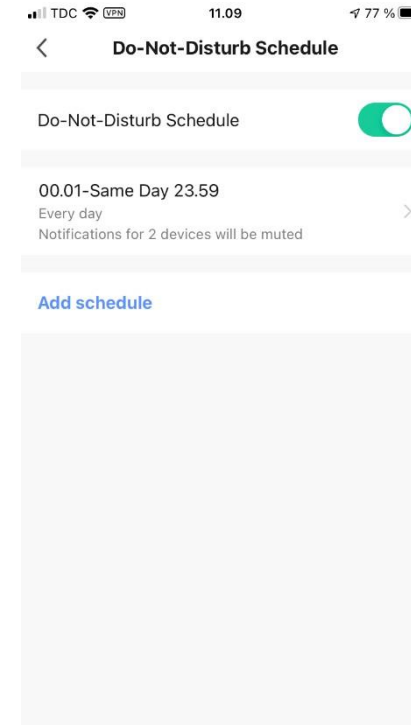 TDC VPN 11.09 77 %
Do-Not-Disturb Schedule
Do-Not-Disturb Schedule
00.01-Same Day 23.59
Every day
Notifications for 2 devices will be muted
Add schedule